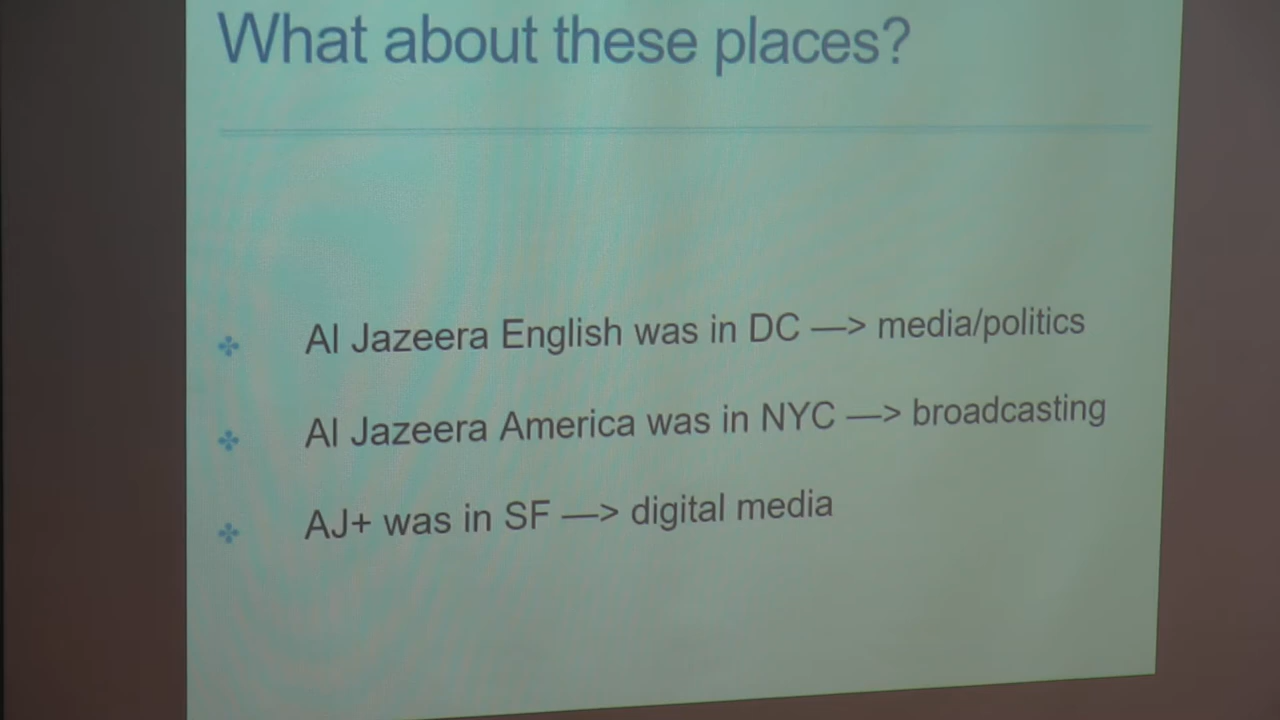 What about these places?
Al Jazeera English was in DC —> media/politics
Al Jazeera America was in NYC —> broadcasting
AJ+ was in SF —> digital media